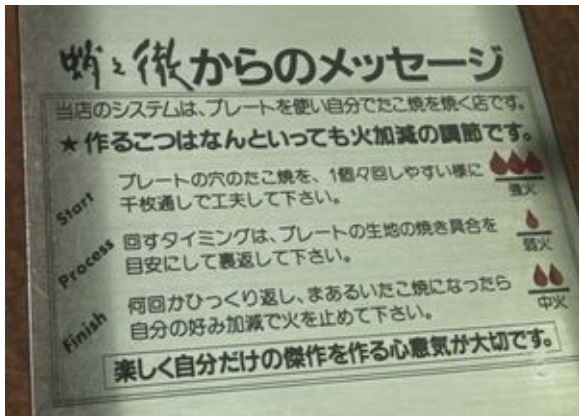 蛸之徹からのメッセージ
当店のシステムは、プレートを使い自分でたこ焼を焼く店です。
★作るこつはなんといっても火加減の調節です。
Start
プレートの穴のたこ焼を、1個々回しやすい様に
千枚通しで工夫して下さい。
強火
Process
回すタイミングは、プレートの生地の焼き具合を
目安にして裏返して下さい。
弱火
Finish
何回かひっくり返し、まあるいたこ焼になったら
自分の好み加減で火を止めて下さい。
中火
楽しく自分だけの傑作を作る心意気が大切です。